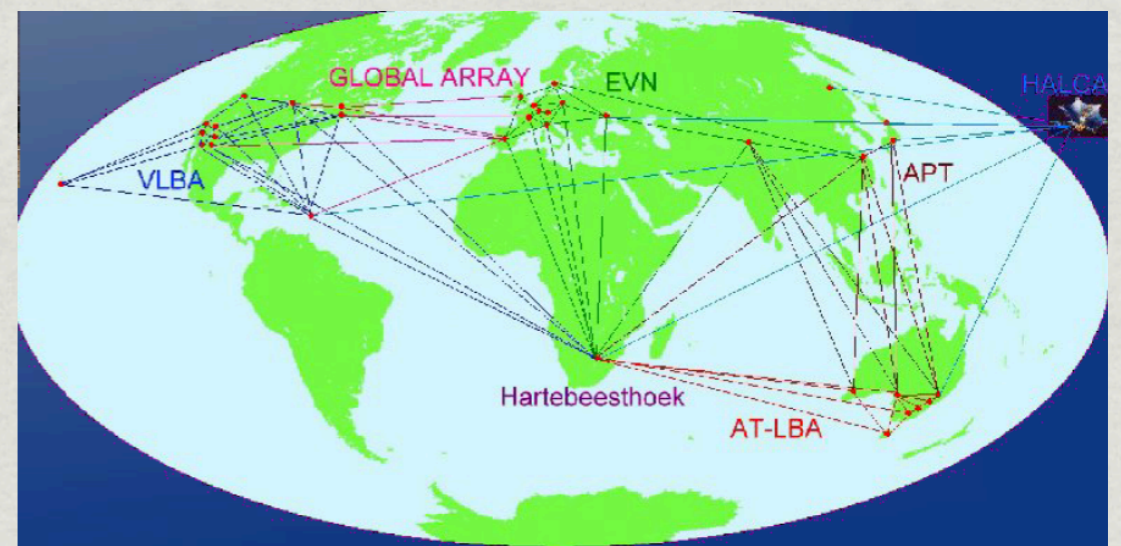 GLOBAL ARRAY
EVN
HALCA
VLBA
APT
Hartebeesthoek
AT-LBA